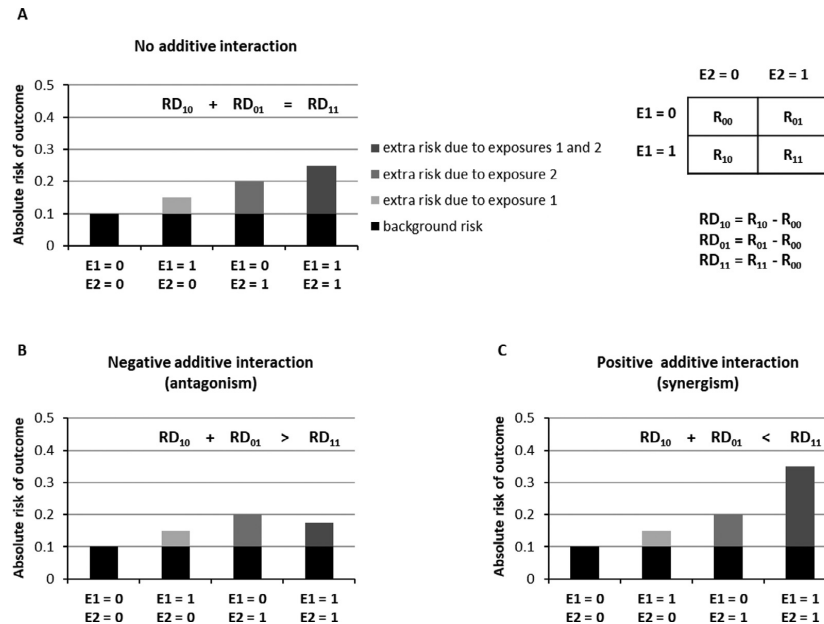 A
No additive interaction
Absolute risk of outcome
0.5
0.4
0.3
0.2
0.1
0
RD₁₀ + RD₀₁ = RD₁₁
E1 = 0 E1 = 1 E1 = 0 E1 = 1
E2 = 0 E2 = 0 E2 = 1 E2 = 1
extra risk due to exposures 1 and 2
extra risk due to exposure 2
extra risk due to exposure 1
background risk
E2 = 0 E2 = 1
E1 = 0 R₀₀ R₀₁
E1 = 1 R₁₀ R₁₁
RD₁₀ = R₁₀ - R₀₀
RD₀₁ = R₀₁ - R₀₀
RD₁₁ = R₁₁ - R₀₀
B
Negative additive interaction
(antagonism)
Absolute risk of outcome
0.5
0.4
0.3
0.2
0.1
0
RD₁₀ + RD₀₁ > RD₁₁
E1 = 0 E1 = 1 E1 = 0 E1 = 1
E2 = 0 E2 = 0 E2 = 1 E2 = 1
C
Positive additive interaction
(synergism)
Absolute risk of outcome
0.5
0.4
0.3
0.2
0.1
0
RD₁₀ + RD₀₁ < RD₁₁
E1 = 0 E1 = 1 E1 = 0 E1 = 1
E2 = 0 E2 = 0 E2 = 1 E2 = 1